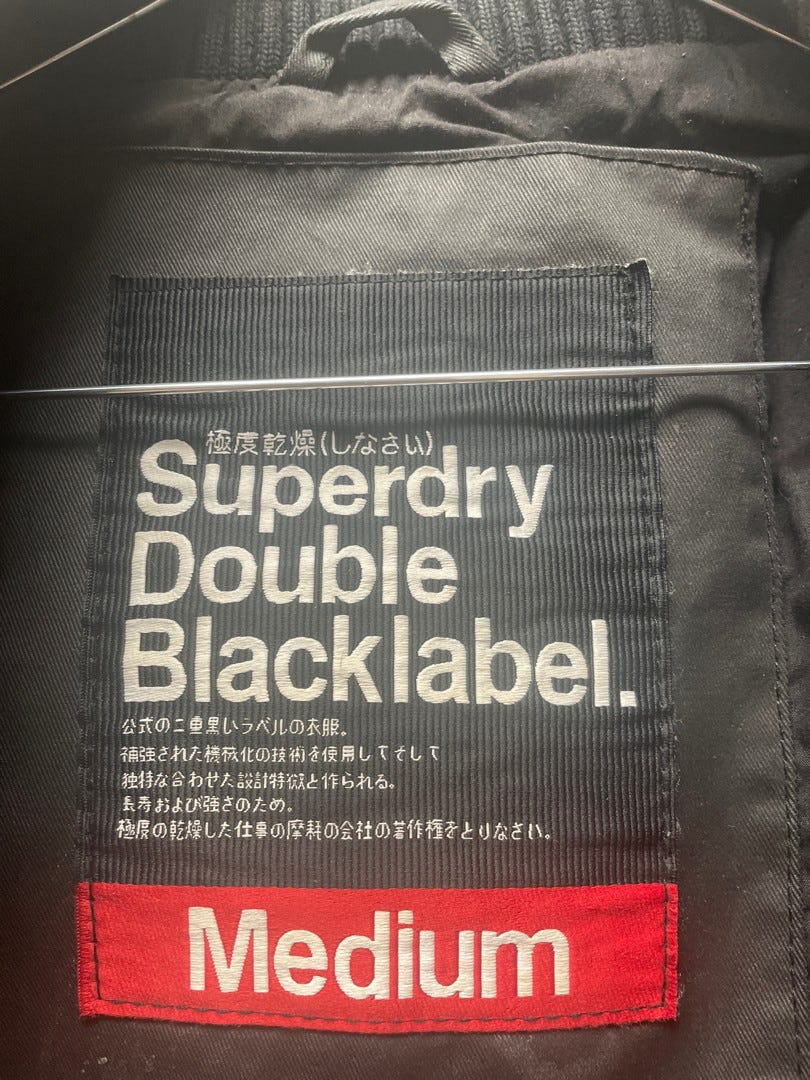 極度乾燥(しなさい)
Superdry
Double
Blacklabel.
公式の二重黒いラベルの衣服。
補強された機械化の技術を使用してそして
独特な合わせた設計特徴と作られる。
長寿および強さのため。
極度の乾燥した仕事の摩耗の会社の著作権をとりなさい。
Medium